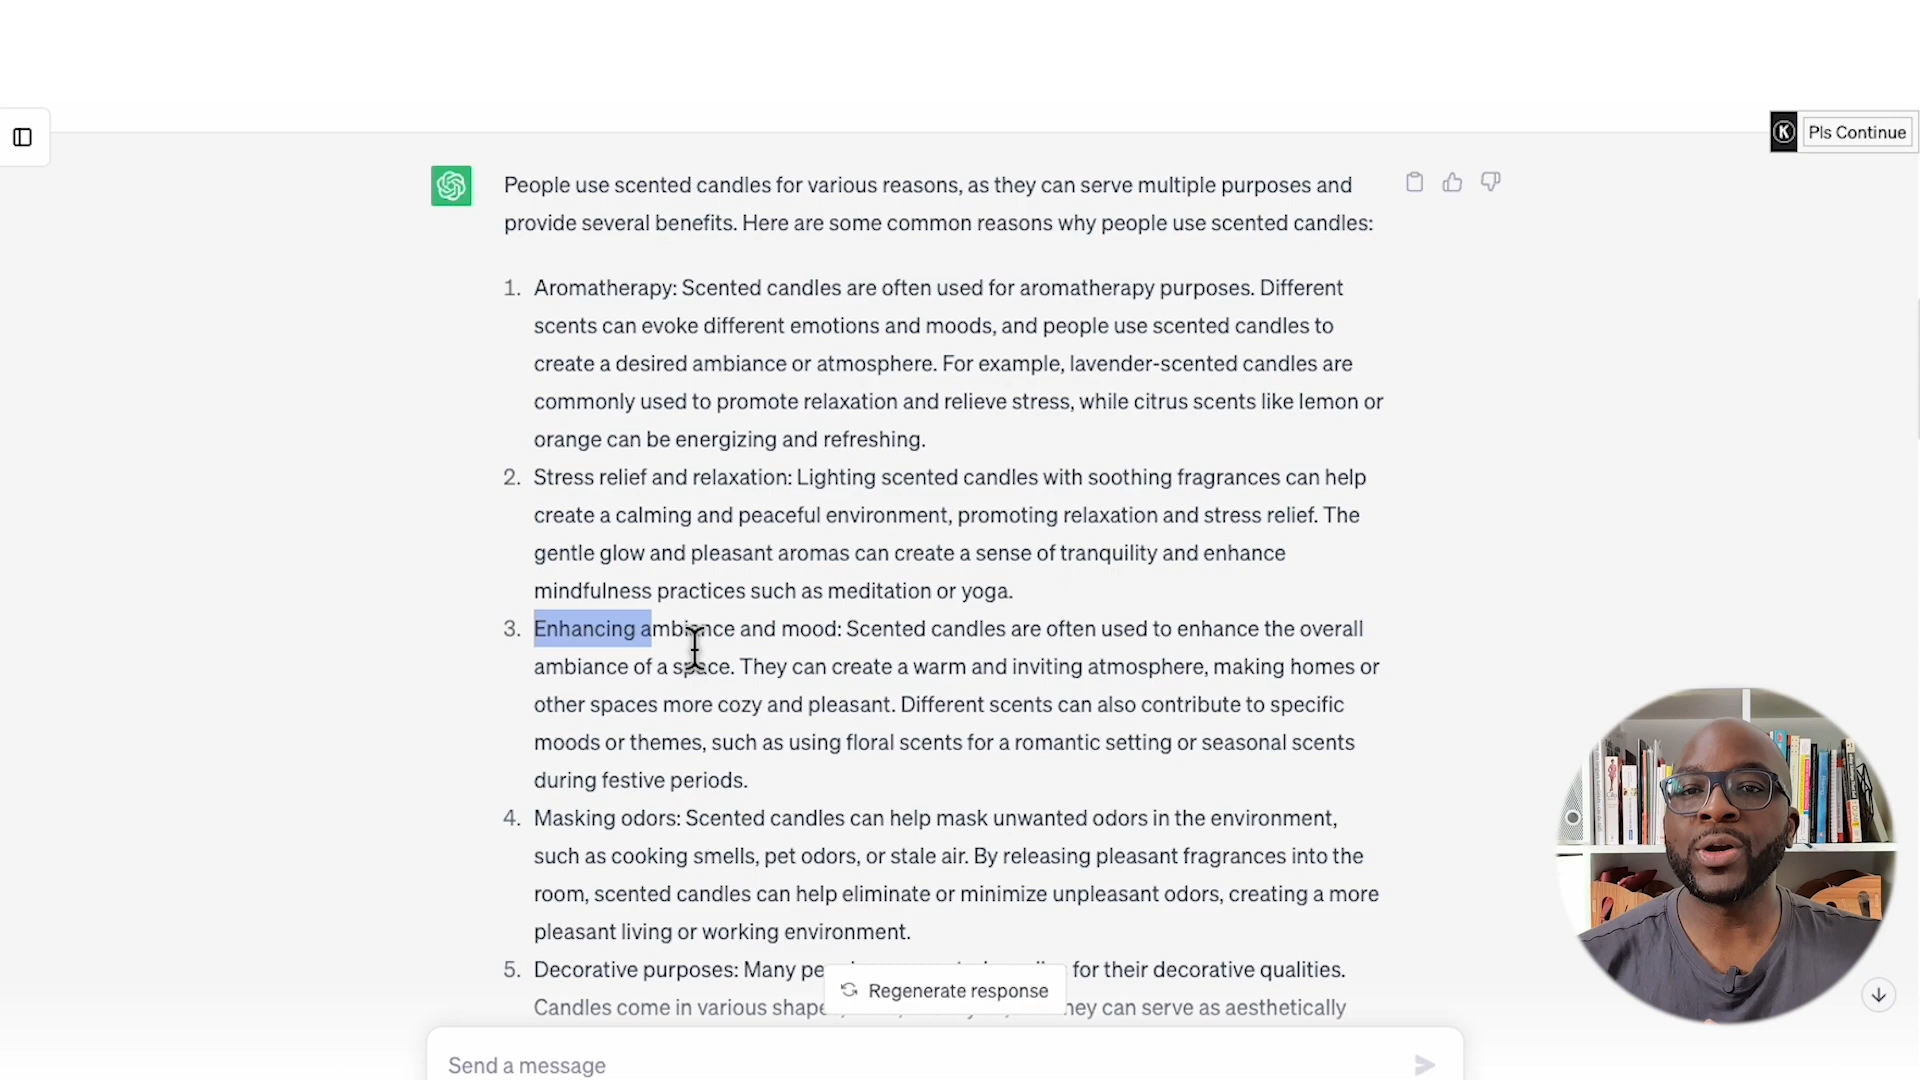 Pls Continue
People use scented candles for various reasons, as they can serve multiple purposes and
provide several benefits. Here are some common reasons why people use scented candles:
1. Aromatherapy: Scented candles are often used for aromatherapy purposes. Different
scents can evoke different emotions and moods, and people use scented candles to
create a desired ambiance or atmosphere. For example, lavender-scented candles are
commonly used to promote relaxation and relieve stress, while citrus scents like lemon or
orange can be energizing and refreshing.
2. Stress relief and relaxation: Lighting scented candles with soothing fragrances can help
create a calming and peaceful environment, promoting relaxation and stress relief. The
gentle glow and pleasant aromas can create a sense of tranquility and enhance
mindfulness practices such as meditation or yoga.
3. Enhancing ambiance and mood: Scented candles are often used to enhance the overall
ambiance of a space. They can create a warm and inviting atmosphere, making homes or
other spaces more cozy and pleasant. Different scents can also contribute to specific
moods or themes, such as using floral scents for a romantic setting or seasonal scents
during festive periods.
4. Masking odors: Scented candles can help mask unwanted odors in the environment,
such as cooking smells, pet odors, or stale air. By releasing pleasant fragrances into the
room, scented candles can help eliminate or minimize unpleasant odors, creating a more
pleasant living or working environment.
5. Decorative purposes: Many for their decorative qualities.
Regenerate response
Candles come in various can serve as aesthetically
Send a message